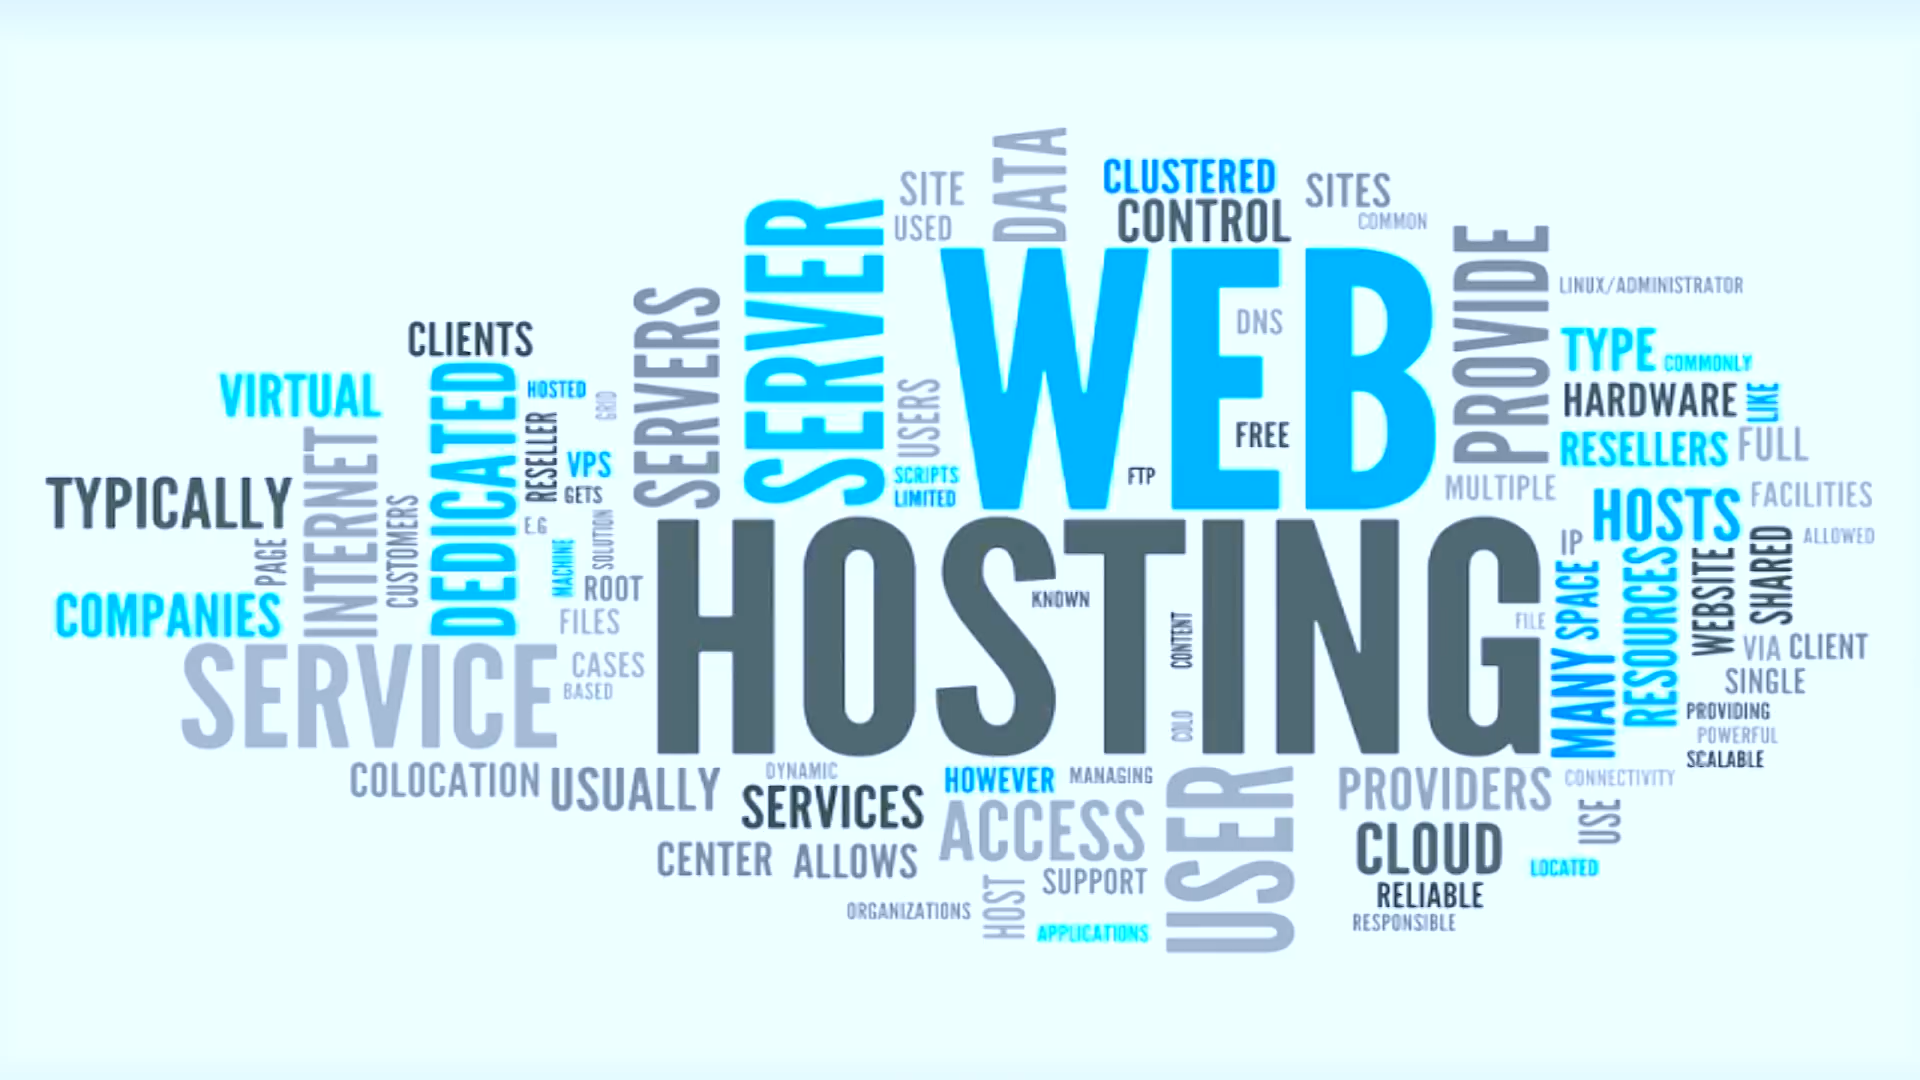 DATA
CLUSTERED
SITE
SITES
CONTROL
USED
COMMON
SERVER
PROVIDE
WEB
LINUX/ADMINISTRATOR
SERVERS
DNS
CLIENTS
TYPE
COMMONLY
VIRTUAL
DEDICATED
HOSTED
GRID
USERS
HARDWARE
LIKE
RESELLER
FREE
RESELLERS
FULL
INTERNET
VPS
SCRIPTS
FTP
MULTIPLE
GETS
LIMITED
HOSTS
FACILITIES
TYPICALLY
CUSTOMERS
E.G
SOLUTION
HOSTING
IP
ALLOWED
PAGE
MACHINE
ROOT
KNOWN
SPACE
RESOURCES
WEBSITE
SHARED
COMPANIES
FILES
CONTENT
FILE
SERVICE
CASES
MANY
VIA
CLIENT
BASED
SINGLE
COLO
PROVIDING
POWERFUL
SCALABLE
COLOCATION
USUALLY
DYNAMIC
HOWEVER
MANAGING
USER
PROVIDERS
CONNECTIVITY
SERVICES
ACCESS
USE
CENTER
ALLOWS
CLOUD
LOCATED
HOST
SUPPORT
RELIABLE
ORGANIZATIONS
RESPONSIBLE
APPLICATIONS